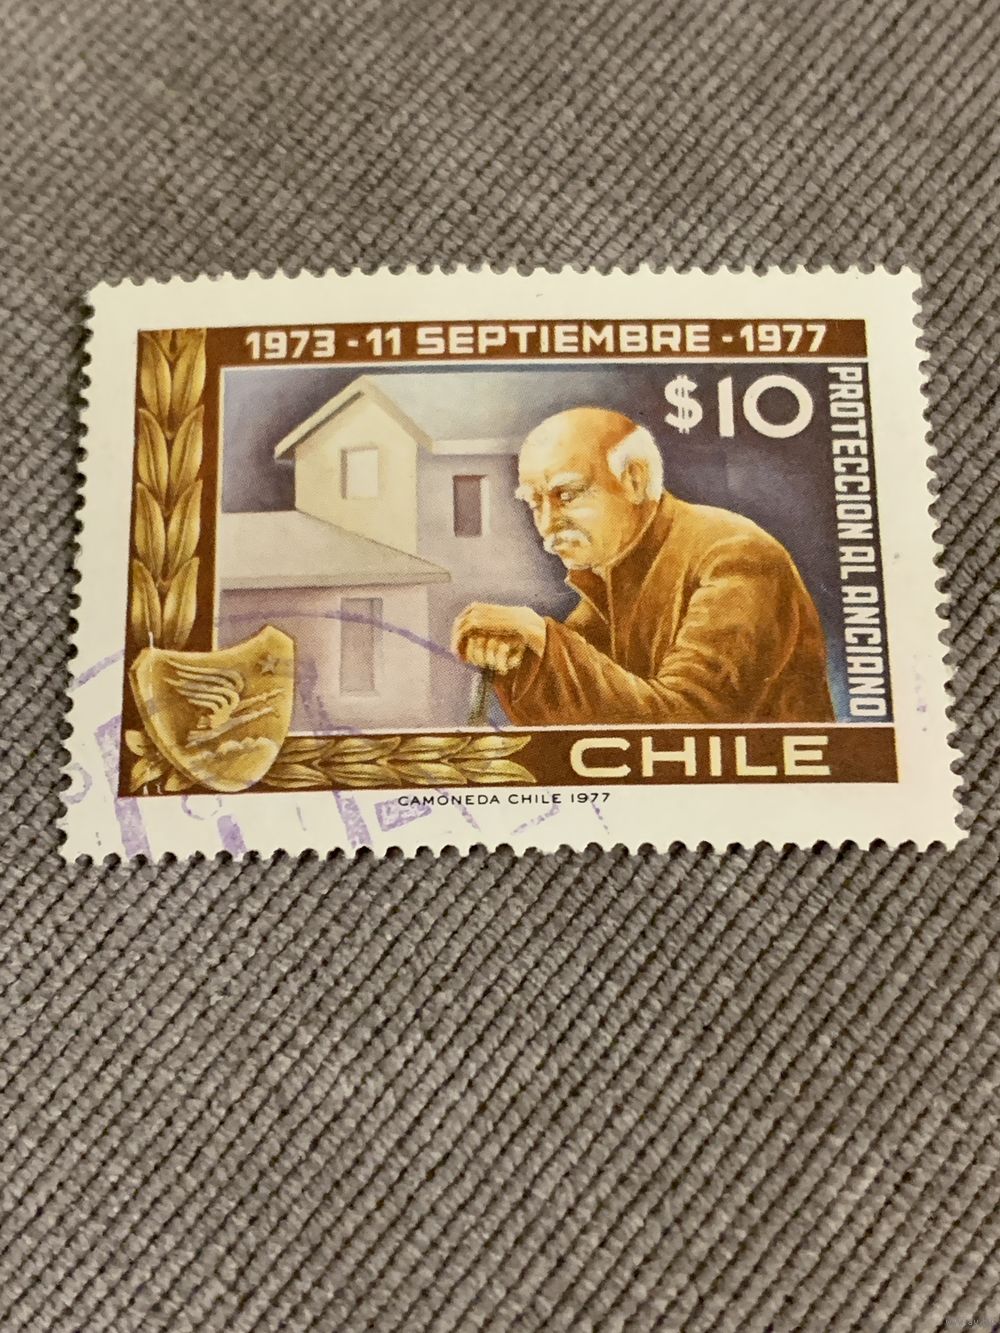 1973 - 11 SEPTIEMBRE - 1977
$10
PROTECCION AL ANCIANO
CHILE
CAMONEDA CHILE 1977